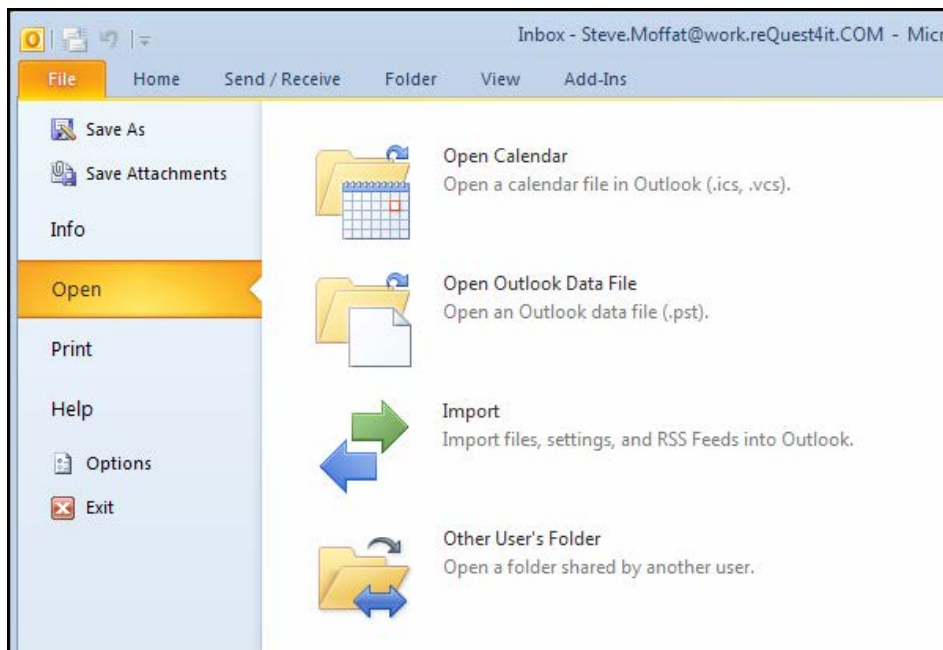 Inbox - Steve.Moffat@work.reQuest4it.COM - Micr
File Home Send / Receive Folder View Add-Ins
Save As
Save Attachments
Info
Open
Print
Help
Options
Exit
Open Calendar
Open a calendar file in Outlook (.ics, .vcs).
Open Outlook Data File
Open an Outlook data file (.pst).
Import
Import files, settings, and RSS Feeds into Outlook.
Other User's Folder
Open a folder shared by another user.